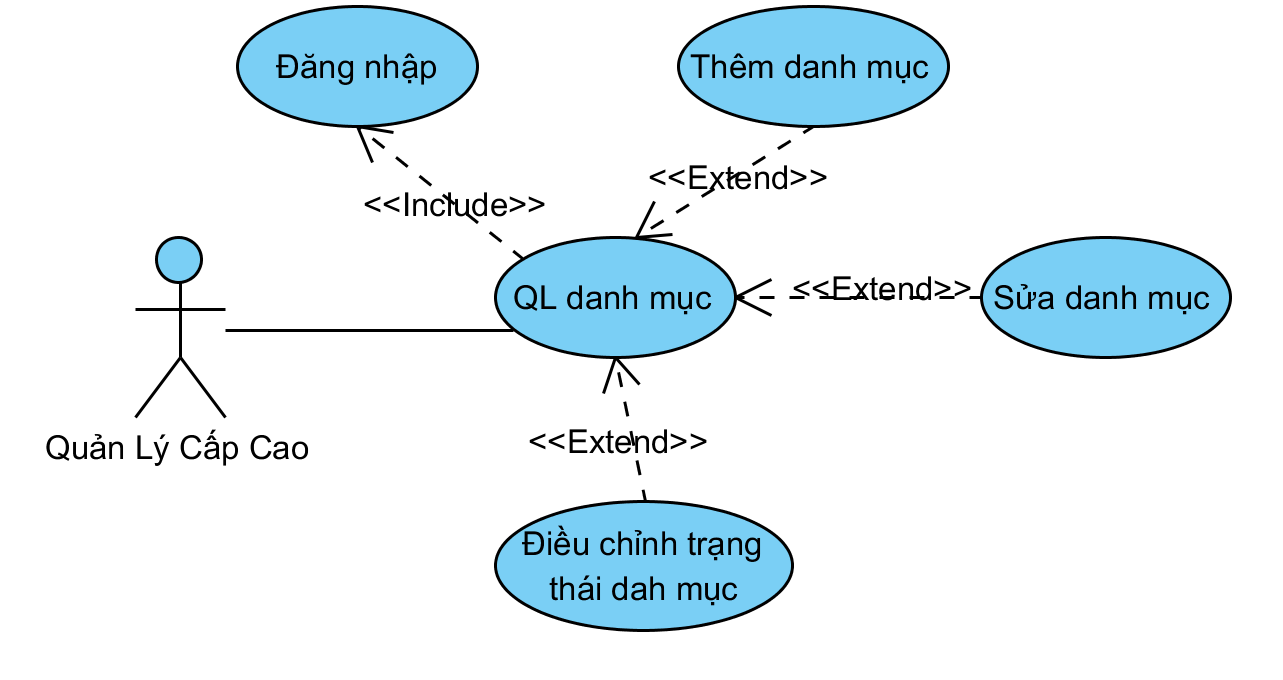 Đăng nhập
Thêm danh mục
<<Extend>>
<<Include>>
QL danh mục
<<Extend>>
Sửa danh mục
Quản Lý Cấp Cao
<<Extend>>
Điều chỉnh trạng
thái dah mục